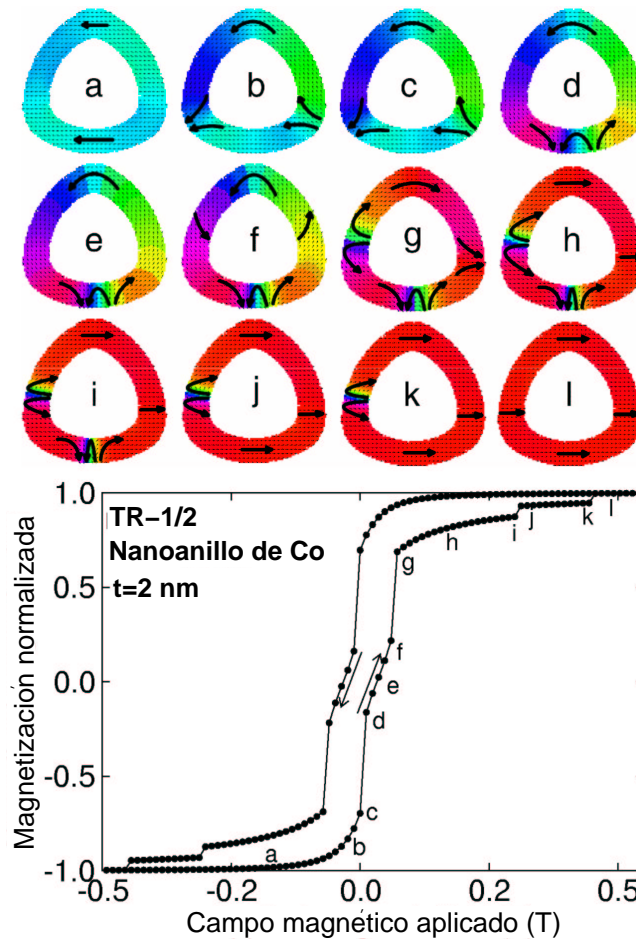 a
b
c
d
e
f
g
h
i
j
k
l
TR−1/2
Nanoanillo de Co
t=2 nm
Magnetización normalizada
1.0
0.5
0.0
-0.5
-1.0
a
b
c
d
e
f
g
h
i
j
k
l
-0.5
-0.2
0.0
0.2
0.5
Campo magnético aplicado (T)